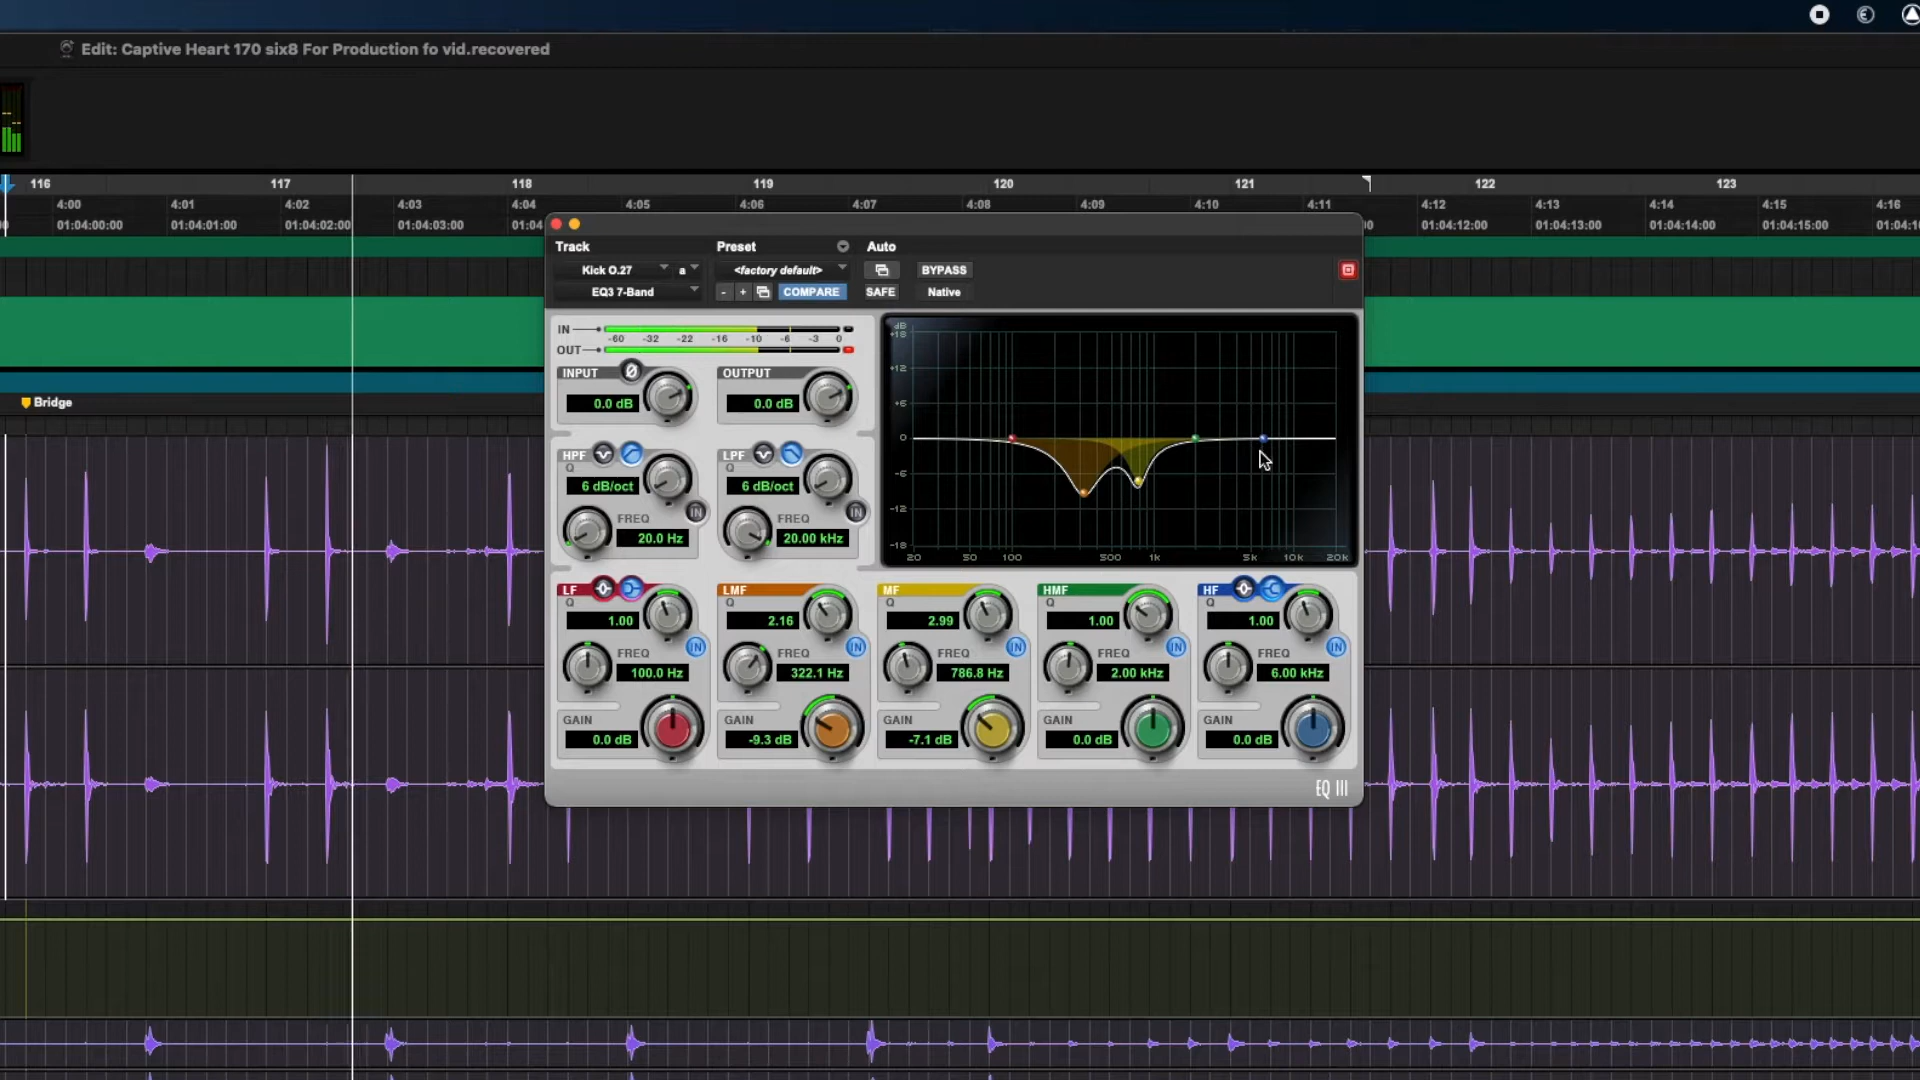 Edit: Captive Heart 170 six8 For Production fo vid.recovered
116 117 118 119 120 121 122 123
4:00 4:01 4:02 4:03 4:04 4:05 4:06 4:07 4:08 4:09 4:10 4:11 4:12 4:13 4:14 4:15 4:16
01:04:00:00 01:04:01:00 01:04:02:00 01:04:03:00 01:04 01:04:12:00 01:04:13:00 01:04:14:00 01:04:15:00
Track Preset Auto
Kick O.27 a <factory default> BYPASS
EQ3 7-Band - + COMPARE SAFE Native
IN
-60 -32 -22 -16 -10 -6 -3 0
OUT
INPUT Ø OUTPUT
0.0 dB 0.0 dB
HPF LPF
Q Q
6 dB/oct 6 dB/oct
IN IN
FREQ FREQ
20.0 Hz 20.00 kHz
dB
+18
+12
+6
0
-6
-12
-18
20 50 100 500 1k 5k 10k 20k
Bridge
LF LMF MF HMF HF
Q Q Q Q Q
1.00 2.16 2.99 1.00 1.00
IN IN IN IN IN
FREQ FREQ FREQ FREQ FREQ
100.0 Hz 322.1 Hz 786.8 Hz 2.00 kHz 6.00 kHz
GAIN GAIN GAIN GAIN GAIN
0.0 dB -9.3 dB -7.1 dB 0.0 dB 0.0 dB
EQ III